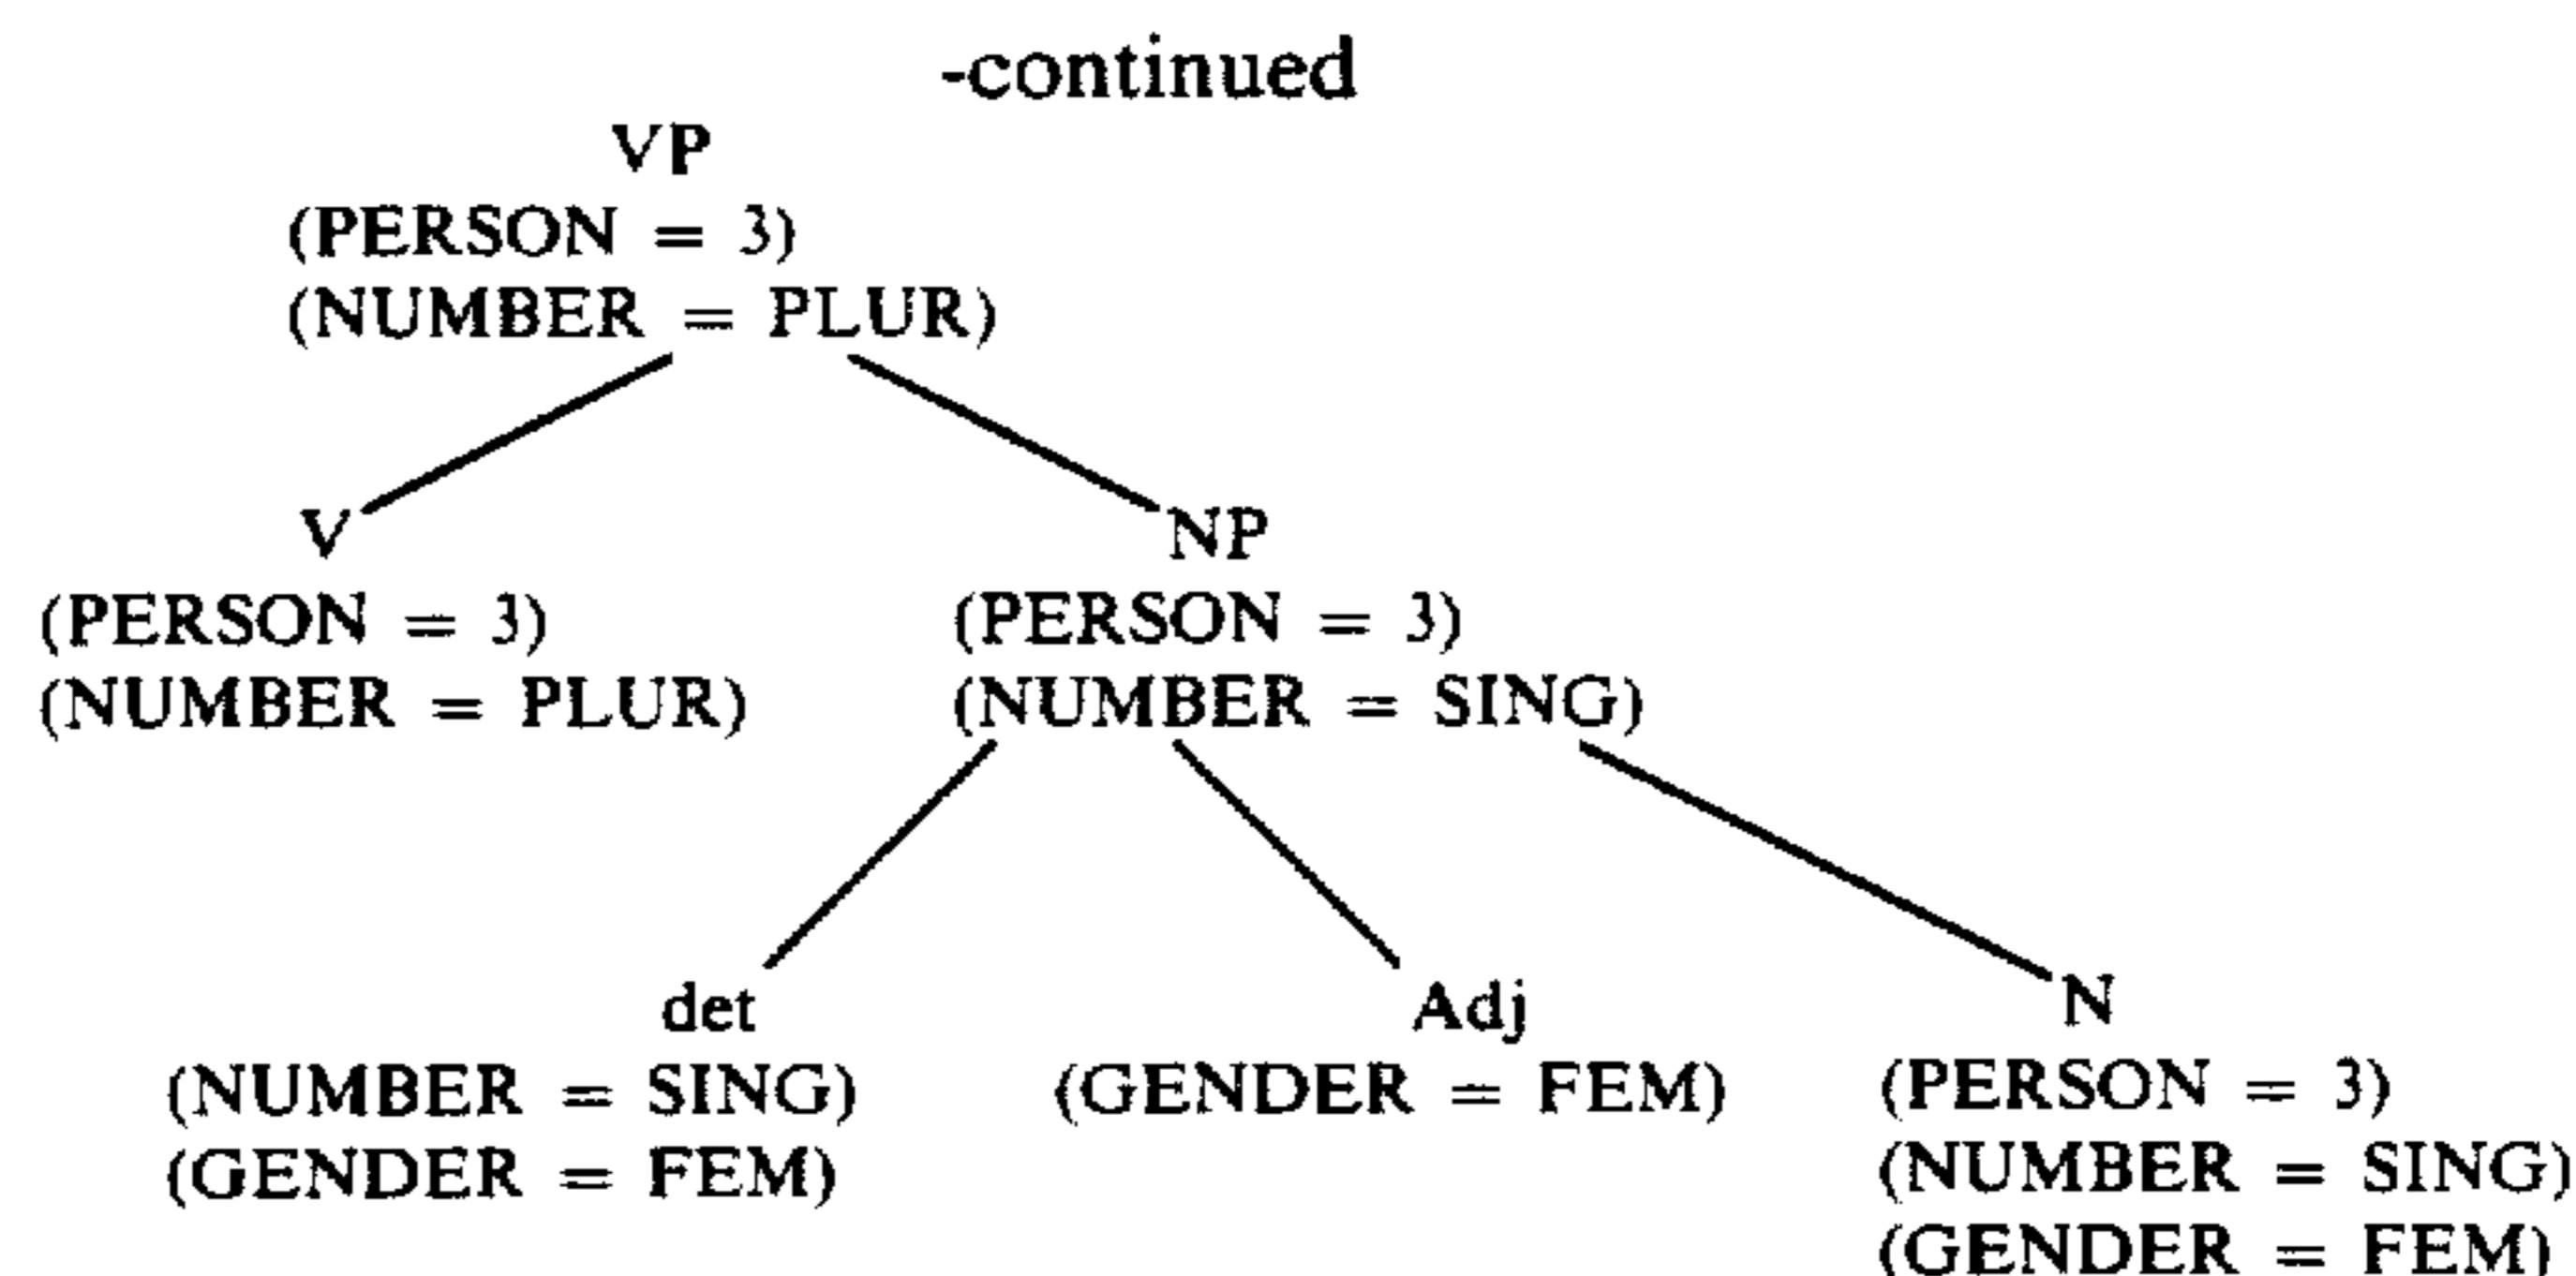 -continued
VP
(PERSON = 3)
(NUMBER = PLUR)
V NP
(PERSON = 3) (PERSON = 3)
(NUMBER = PLUR) (NUMBER = SING)
det Adj N
(NUMBER = SING) (GENDER = FEM) (PERSON = 3)
(GENDER = FEM) (NUMBER = SING)
(GENDER = FEM)